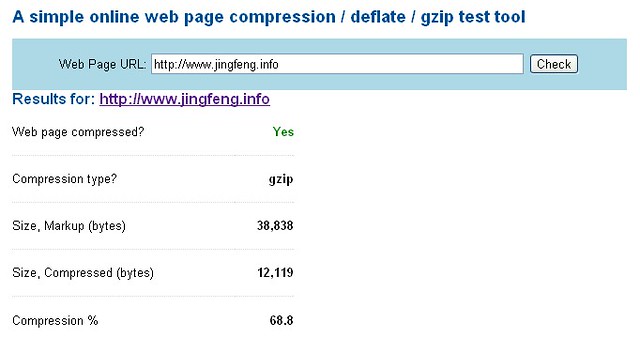 A simple online web page compression / deflate / gzip test tool
Web Page URL: http://www.jingfeng.info Check
Results for: http://www.jingfeng.info
Web page compressed? Yes
Compression type? gzip
Size, Markup (bytes) 38,838
Size, Compressed (bytes) 12,119
Compression % 68.8